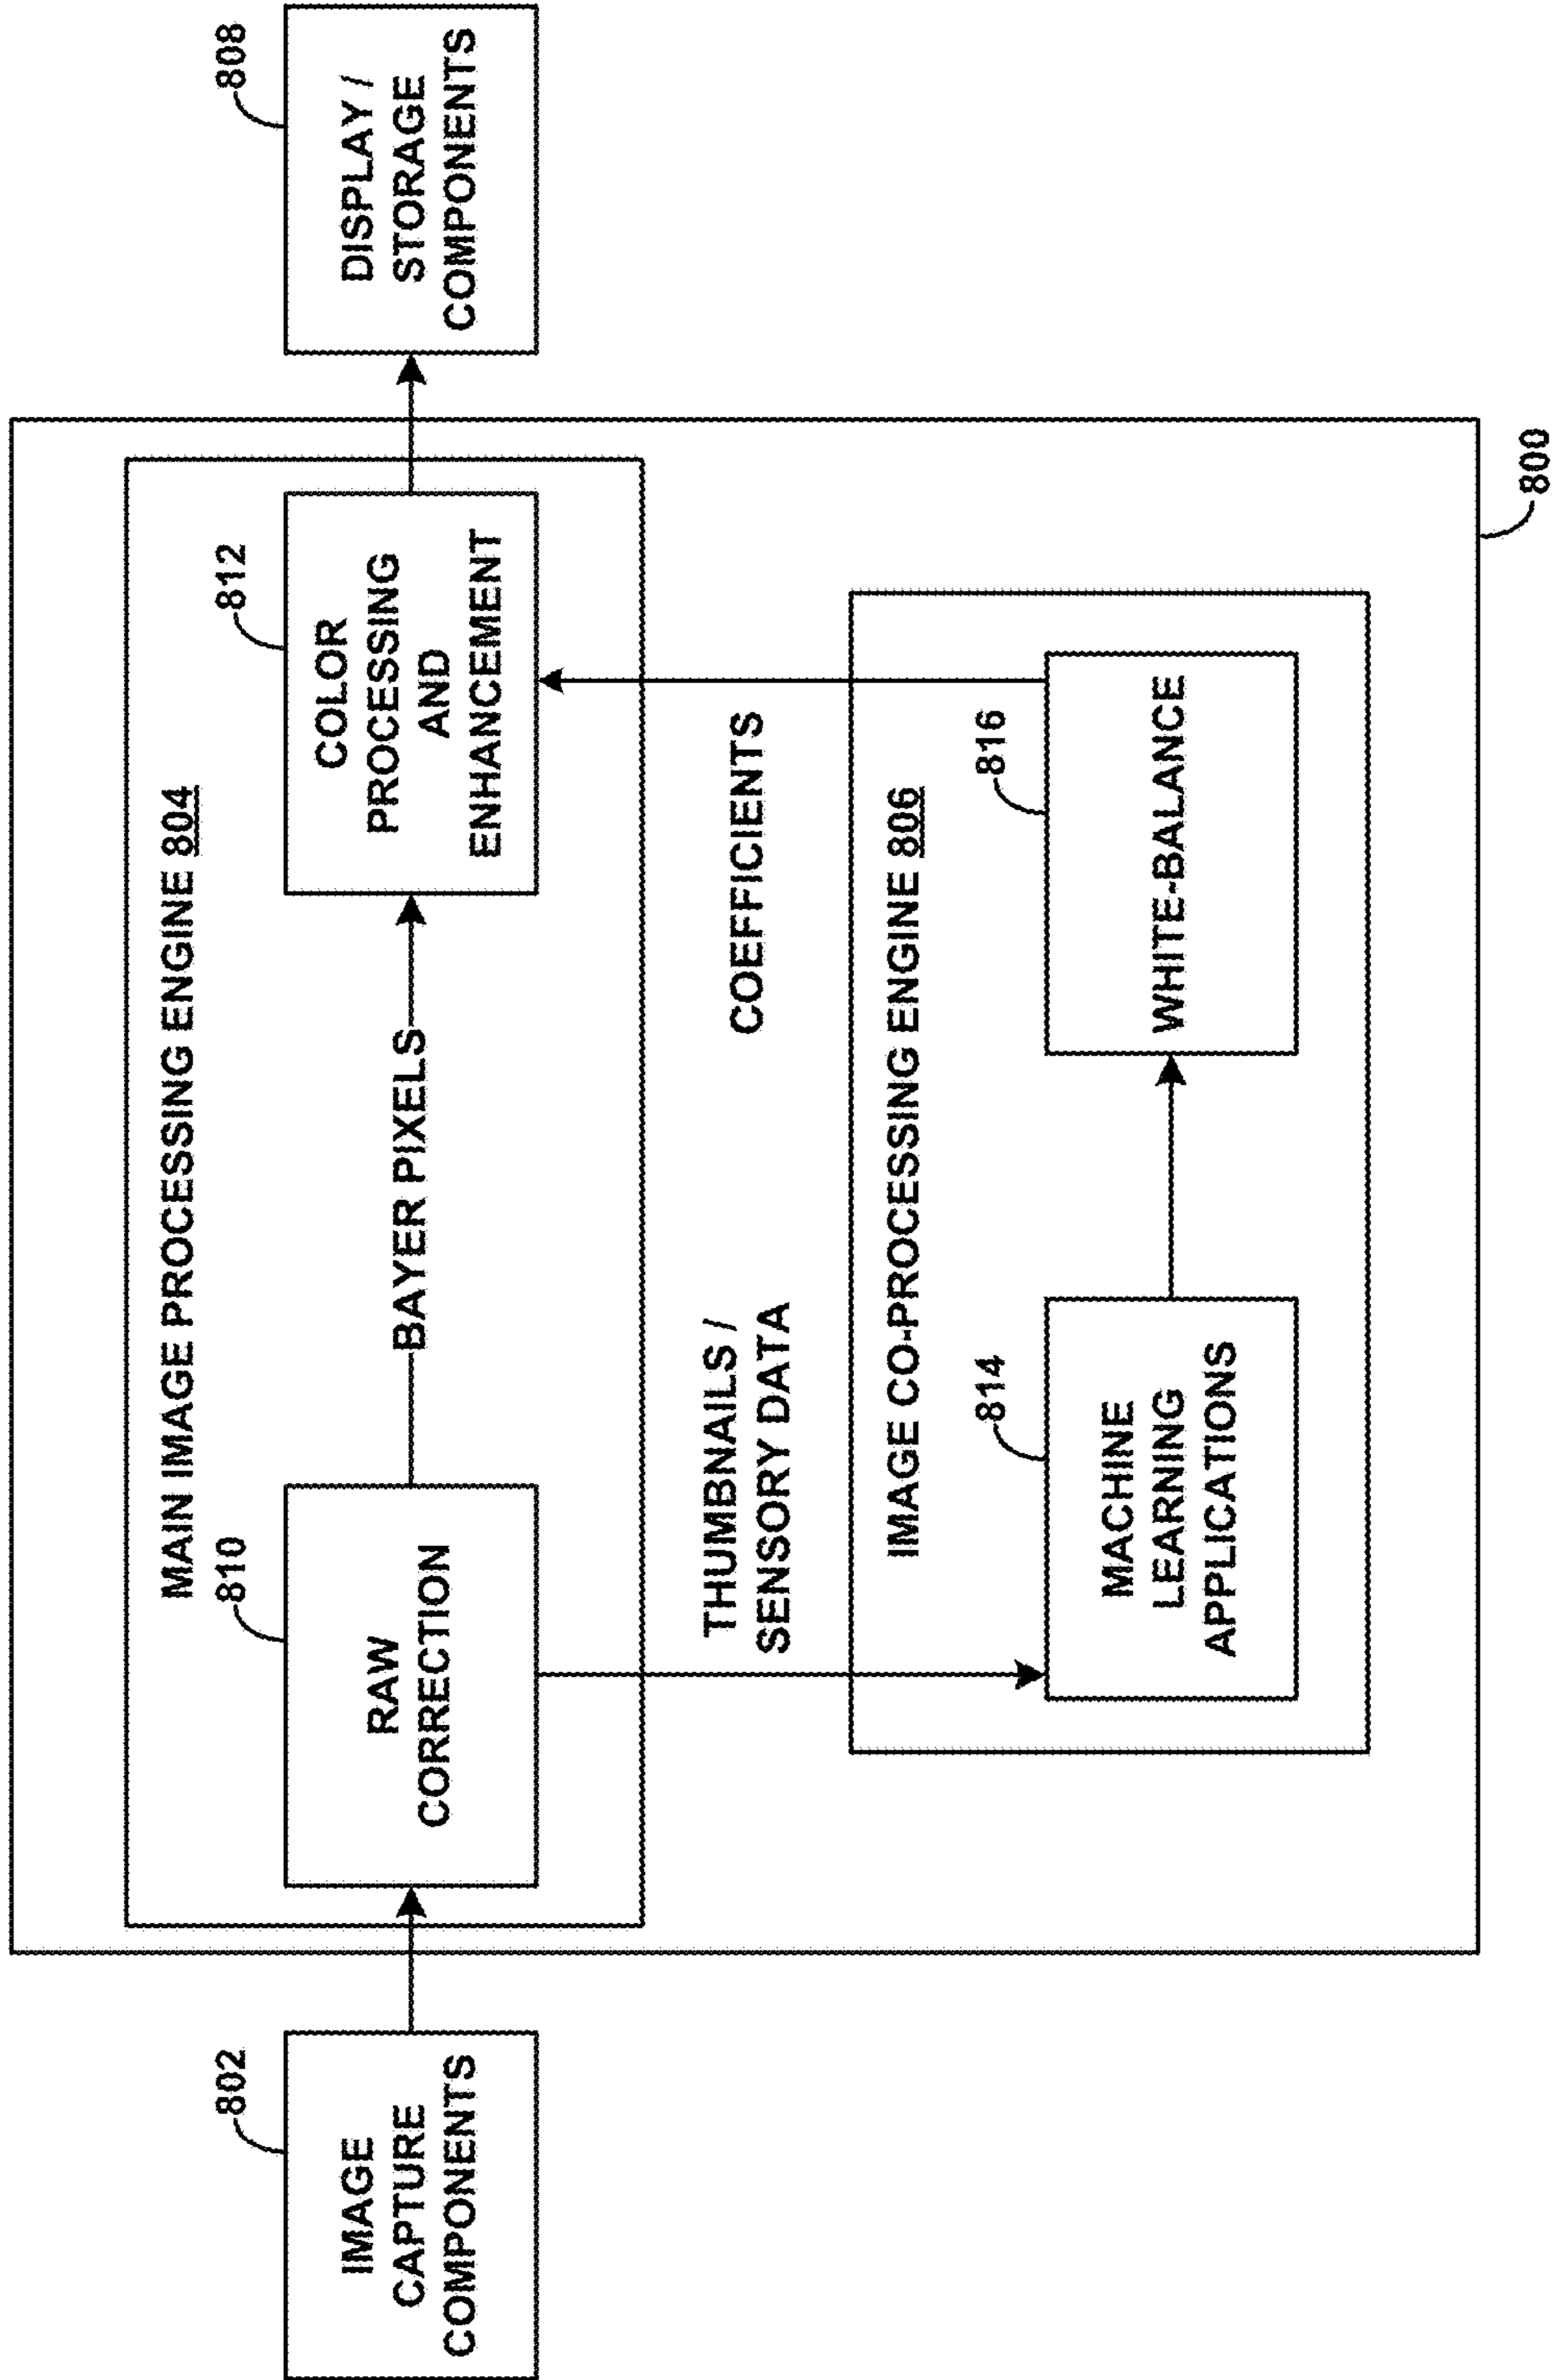 802
IMAGE
CAPTURE
COMPONENTS
MAIN IMAGE PROCESSING ENGINE 804
810
RAW
CORRECTION
BAYER PIXELS
812
COLOR
PROCESSING
AND
ENHANCEMENT
808
DISPLAY /
STORAGE
COMPONENTS
THUMBNAILS /
SENSORY DATA
COEFFICIENTS
IMAGE CO-PROCESSING ENGINE 806
814
MACHINE
LEARNING
APPLICATIONS
816
WHITE-BALANCE
800